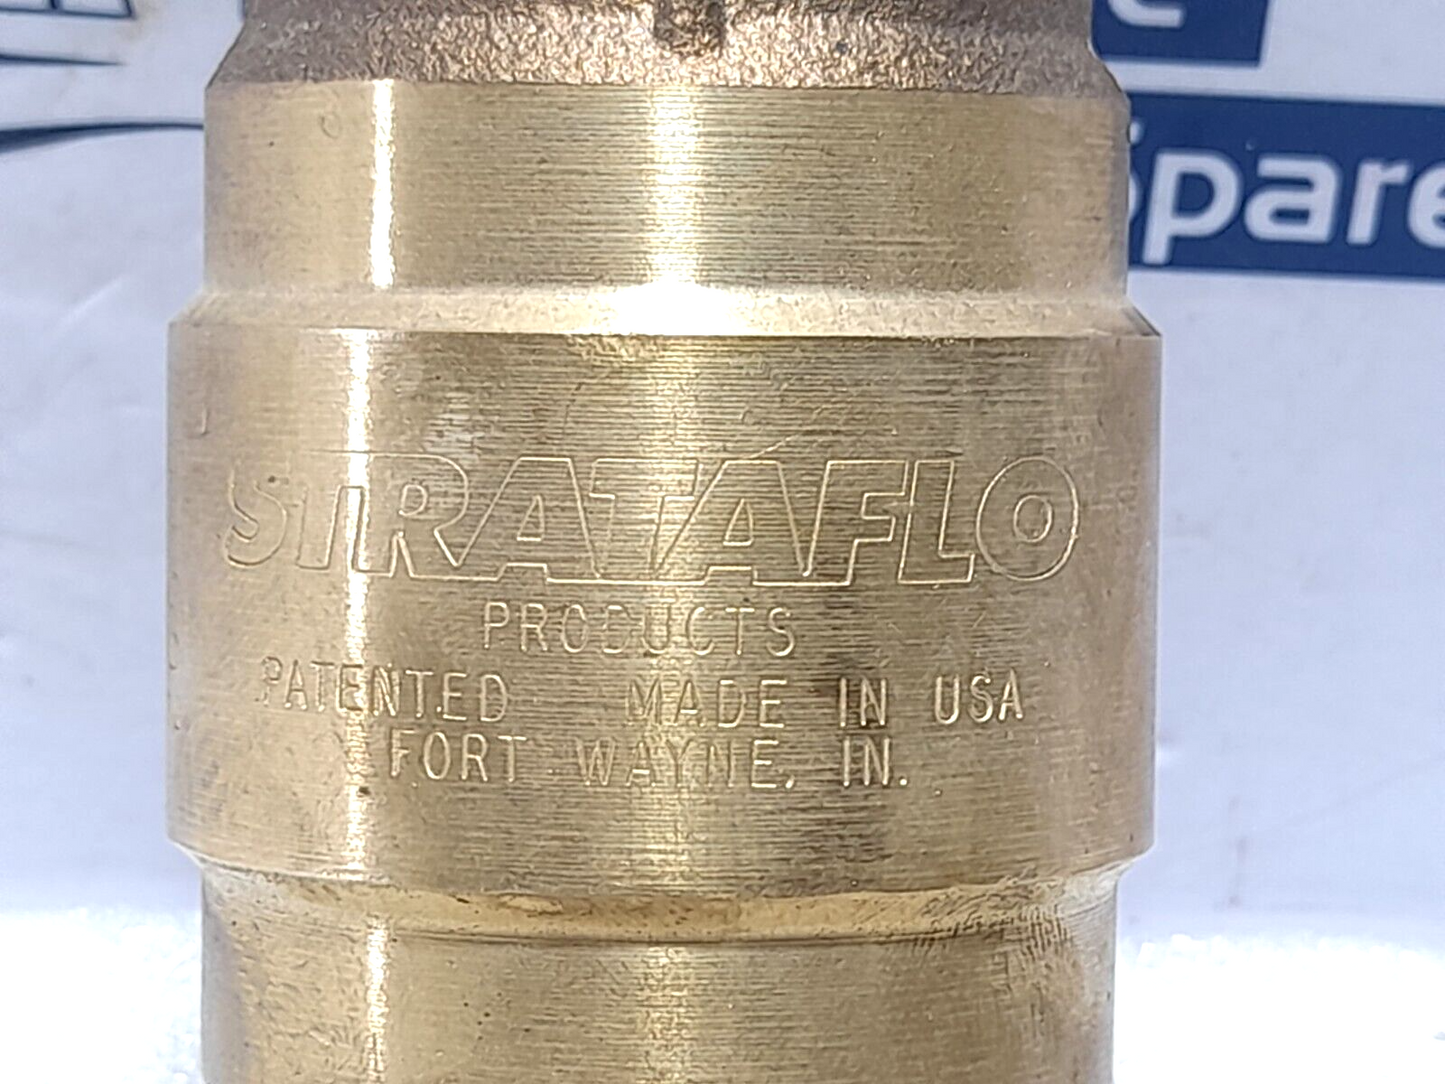 Spare
STRATAFLO
PRODUCTS
PATENTED MADE IN USA
FORT WAYNE, IN.